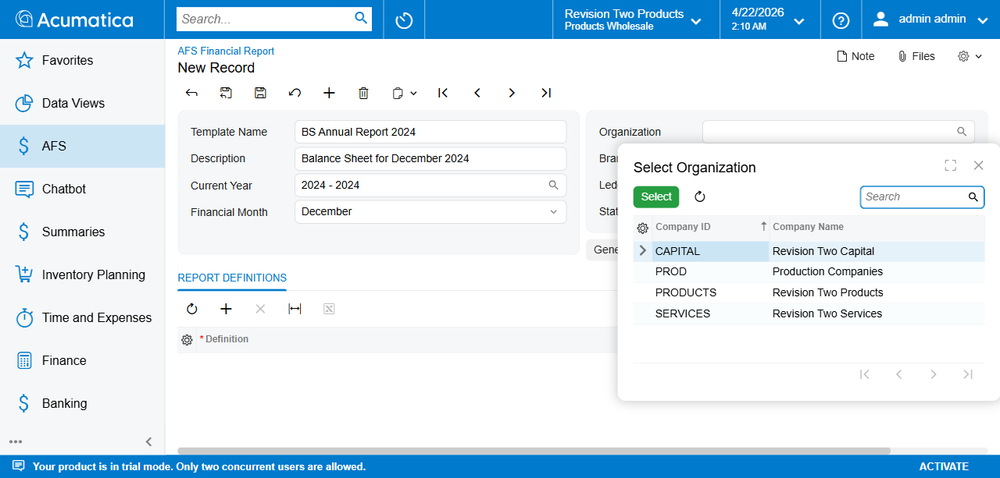 Acumatica
Search...
Revision Two Products
Products Wholesale
4/22/2026
2:10 AM
admin admin
Favorites
Data Views
AFS
Chatbot
Summaries
Inventory Planning
Time and Expenses
Finance
Banking
AFS Financial Report
New Record
Note
Files
Template Name
BS Annual Report 2024
Description
Balance Sheet for December 2024
Current Year
2024 - 2024
Financial Month
December
Organization
Bra
Led
Stat
Gene
REPORT DEFINITIONS
* Definition
Select Organization
Select
Search
Company ID
Company Name
CAPITAL
Revision Two Capital
PROD
Production Companies
PRODUCTS
Revision Two Products
SERVICES
Revision Two Services
Your product is in trial mode. Only two concurrent users are allowed.
ACTIVATE